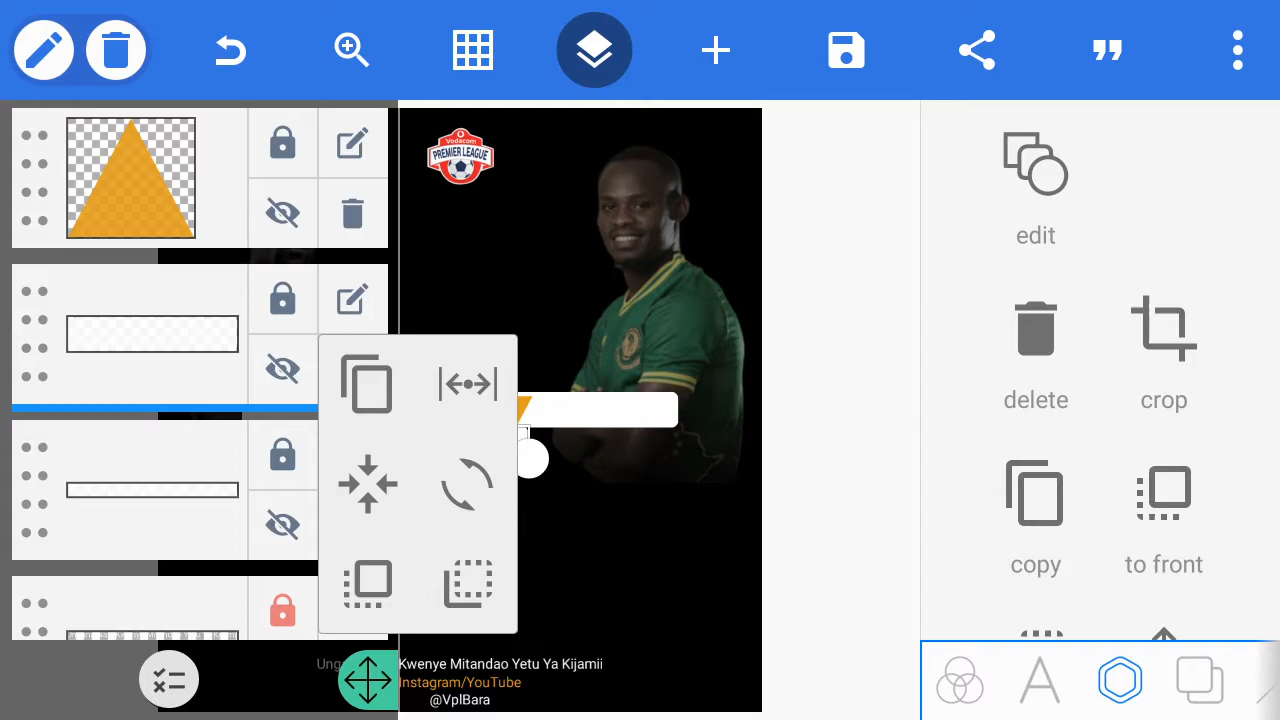 Vodacom
PREMIER LEAGUE
edit
delete
crop
copy
to front
Kwenye Mitandao Yetu Ya Kijamii
Instagram/YouTube
@VplBara